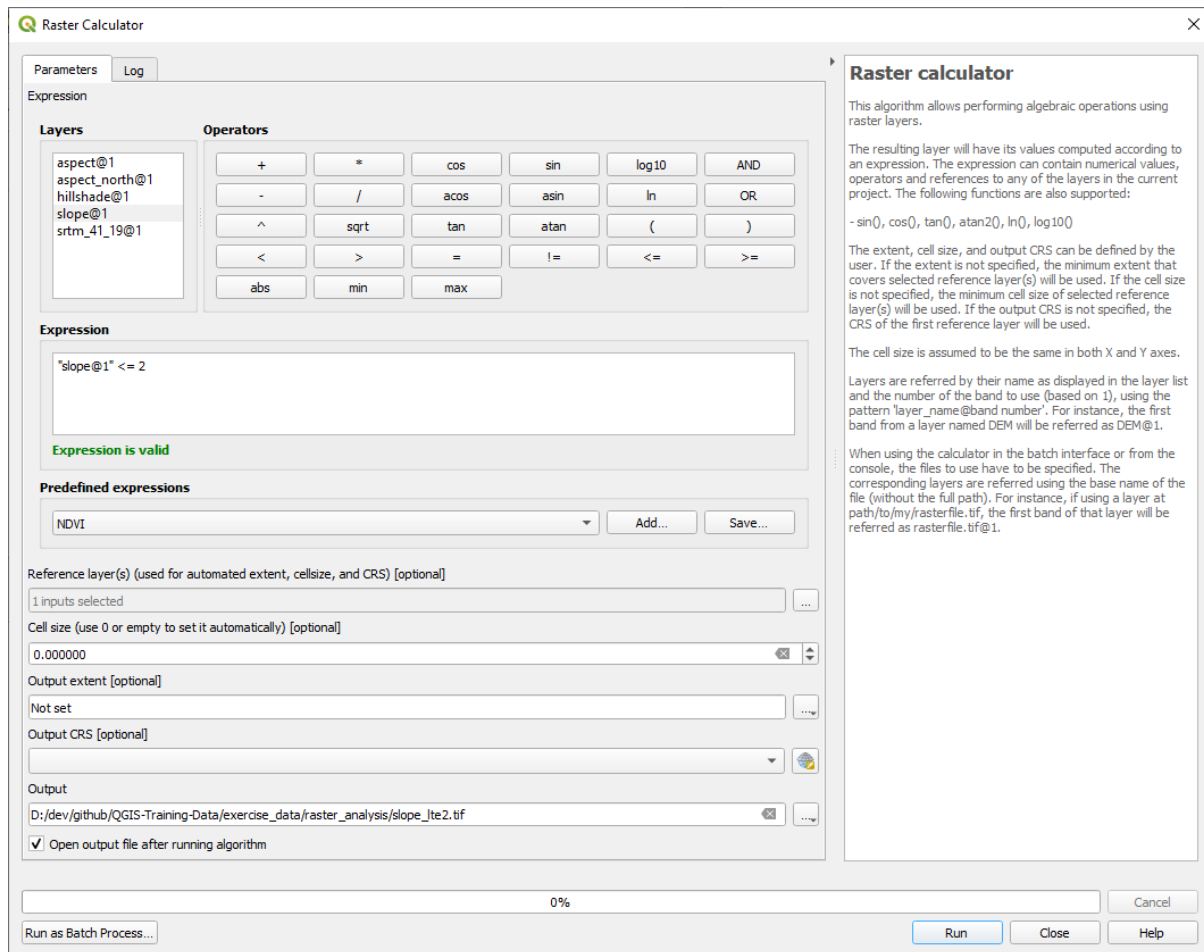 Raster Calculator
Parameters
Log
Expression
Layers
Operators
aspect@1
aspect_north@1
hillshade@1
slope@1
srtm_41_19@1
+ * cos sin log10 AND
- / acos asin ln OR
^ sqrt tan atan ( )
< > = != <= >=
abs min max
Expression
"slope@1" <= 2
Expression is valid
Predefined expressions
NDVI
Add...
Save...
Reference layer(s) (used for automated extent, cellsize, and CRS) [optional]
1 inputs selected
...
Cell size (use 0 or empty to set it automatically) [optional]
0.000000
Output extent [optional]
Not set
...
Output CRS [optional]
Output
D:/dev/github/QGIS-Training-Data/exercise_data/raster_analysis/slope_lte2.tif
...
Open output file after running algorithm
Raster calculator
This algorithm allows performing algebraic operations using
raster layers.
The resulting layer will have its values computed according to
an expression. The expression can contain numerical values,
operators and references to any of the layers in the current
project. The following functions are also supported:
- sin(), cos(), tan(), atan2(), ln(), log10()
The extent, cell size, and output CRS can be defined by the
user. If the extent is not specified, the minimum extent that
covers selected reference layer(s) will be used. If the cell size
is not specified, the minimum cell size of selected reference
layer(s) will be used. If the output CRS is not specified, the
CRS of the first reference layer will be used.
The cell size is assumed to be the same in both X and Y axes.
Layers are referred by their name as displayed in the layer list
and the number of the band to use (based on 1), using the
pattern 'layer_name@band number'. For instance, the first
band from a layer named DEM will be referred as DEM@1.
When using the calculator in the batch interface or from the
console, the files to use have to be specified. The
corresponding layers are referred using the base name of the
file (without the full path). For instance, if using a layer at
path/to/my/rasterfile.tif, the first band of that layer will be
referred as rasterfile.tif@1.
0%
Cancel
Run as Batch Process...
Run
Close
Help